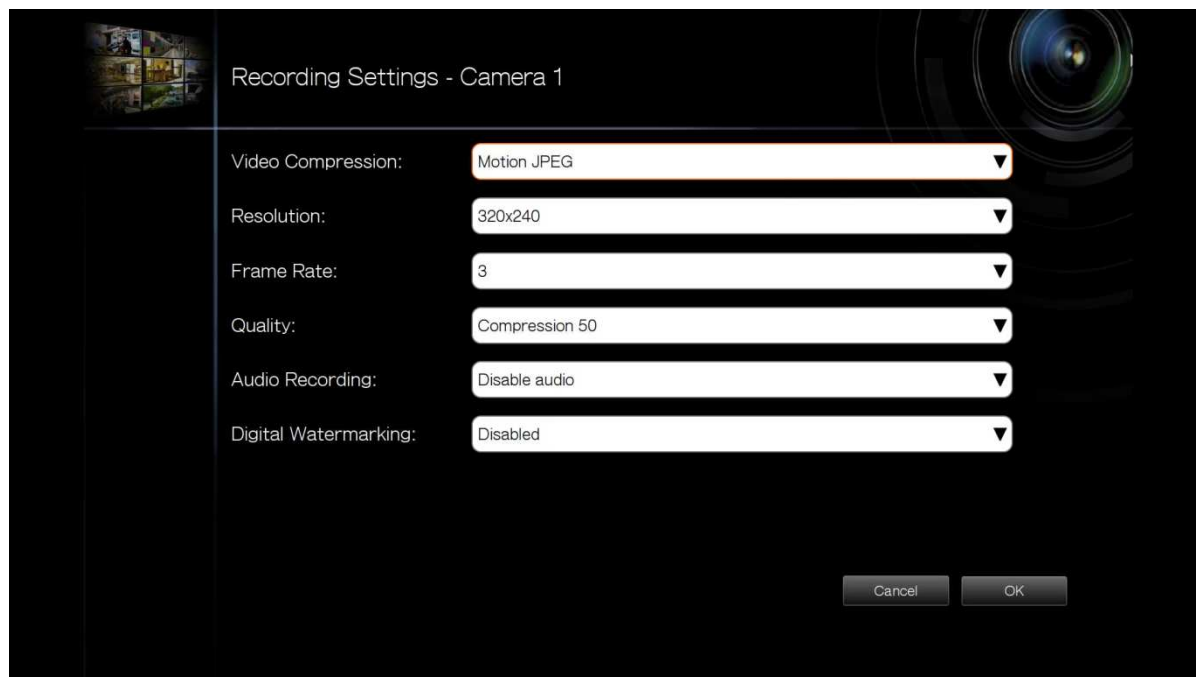 Recording Settings - Camera 1
Video Compression: Motion JPEG
Resolution: 320x240
Frame Rate: 3
Quality: Compression 50
Audio Recording: Disable audio
Digital Watermarking: Disabled
Cancel OK